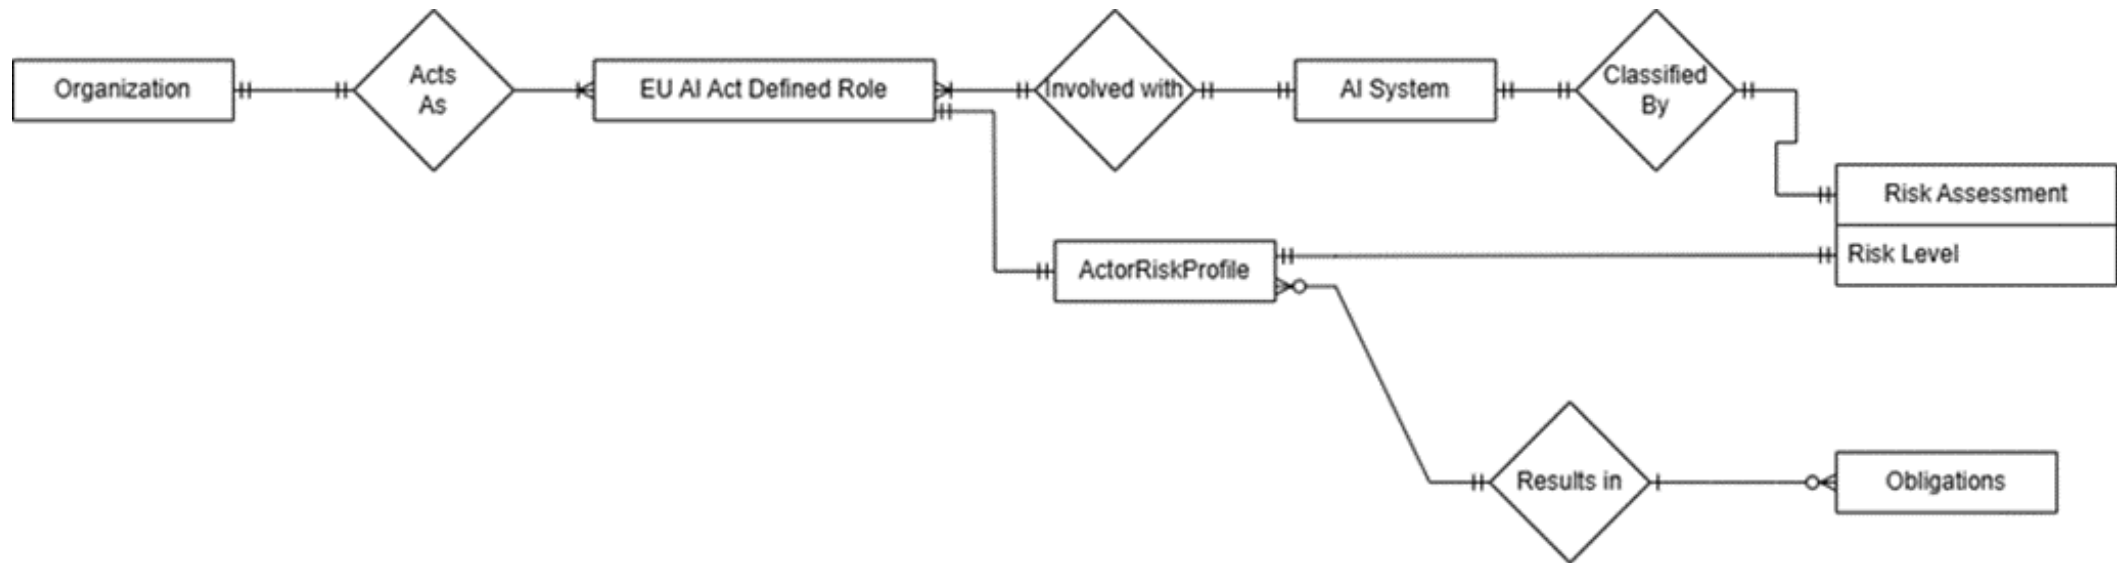 Organization
Acts
As
EU AI Act Defined Role
Involved with
AI System
Classified
By
Risk Assessment
Risk Level
ActorRiskProfile
Results in
Obligations